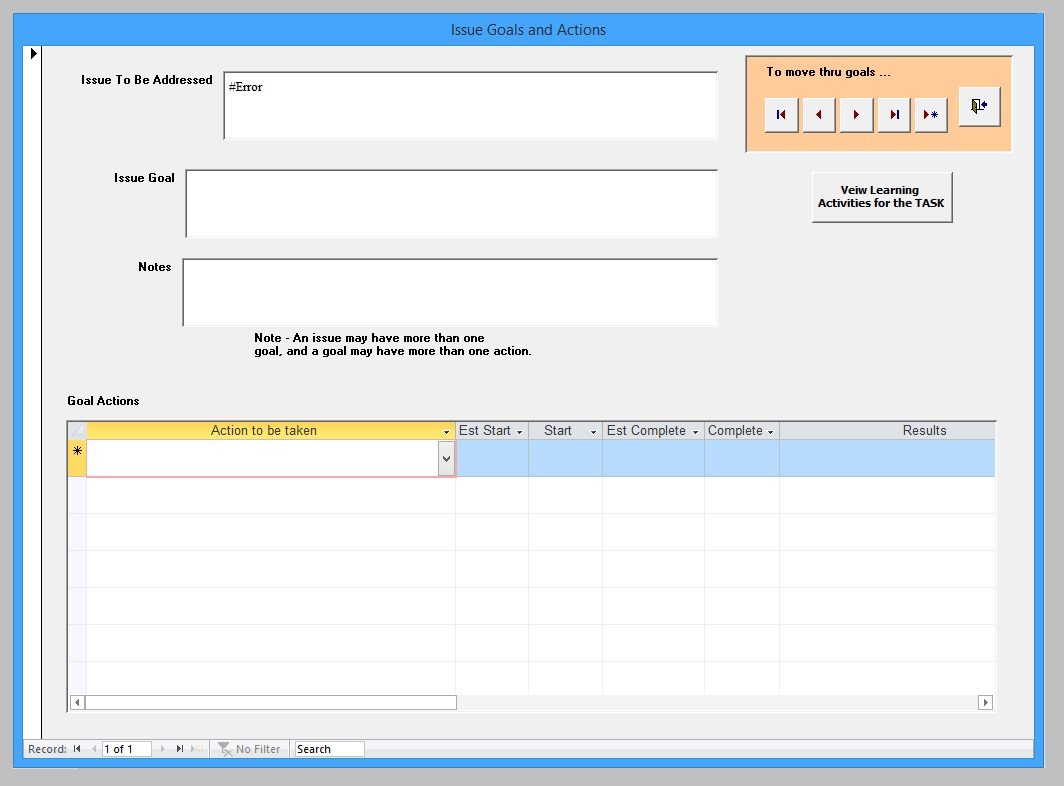 Issue Goals and Actions
Issue To Be Addressed
#Error
To move thru goals ...
Issue Goal
Veiw Learning
Activities for the TASK
Notes
Note - An issue may have more than one
goal, and a goal may have more than one action.
Goal Actions
Action to be taken Est Start Start Est Complete Complete Results
Record: 1 of 1 No Filter Search